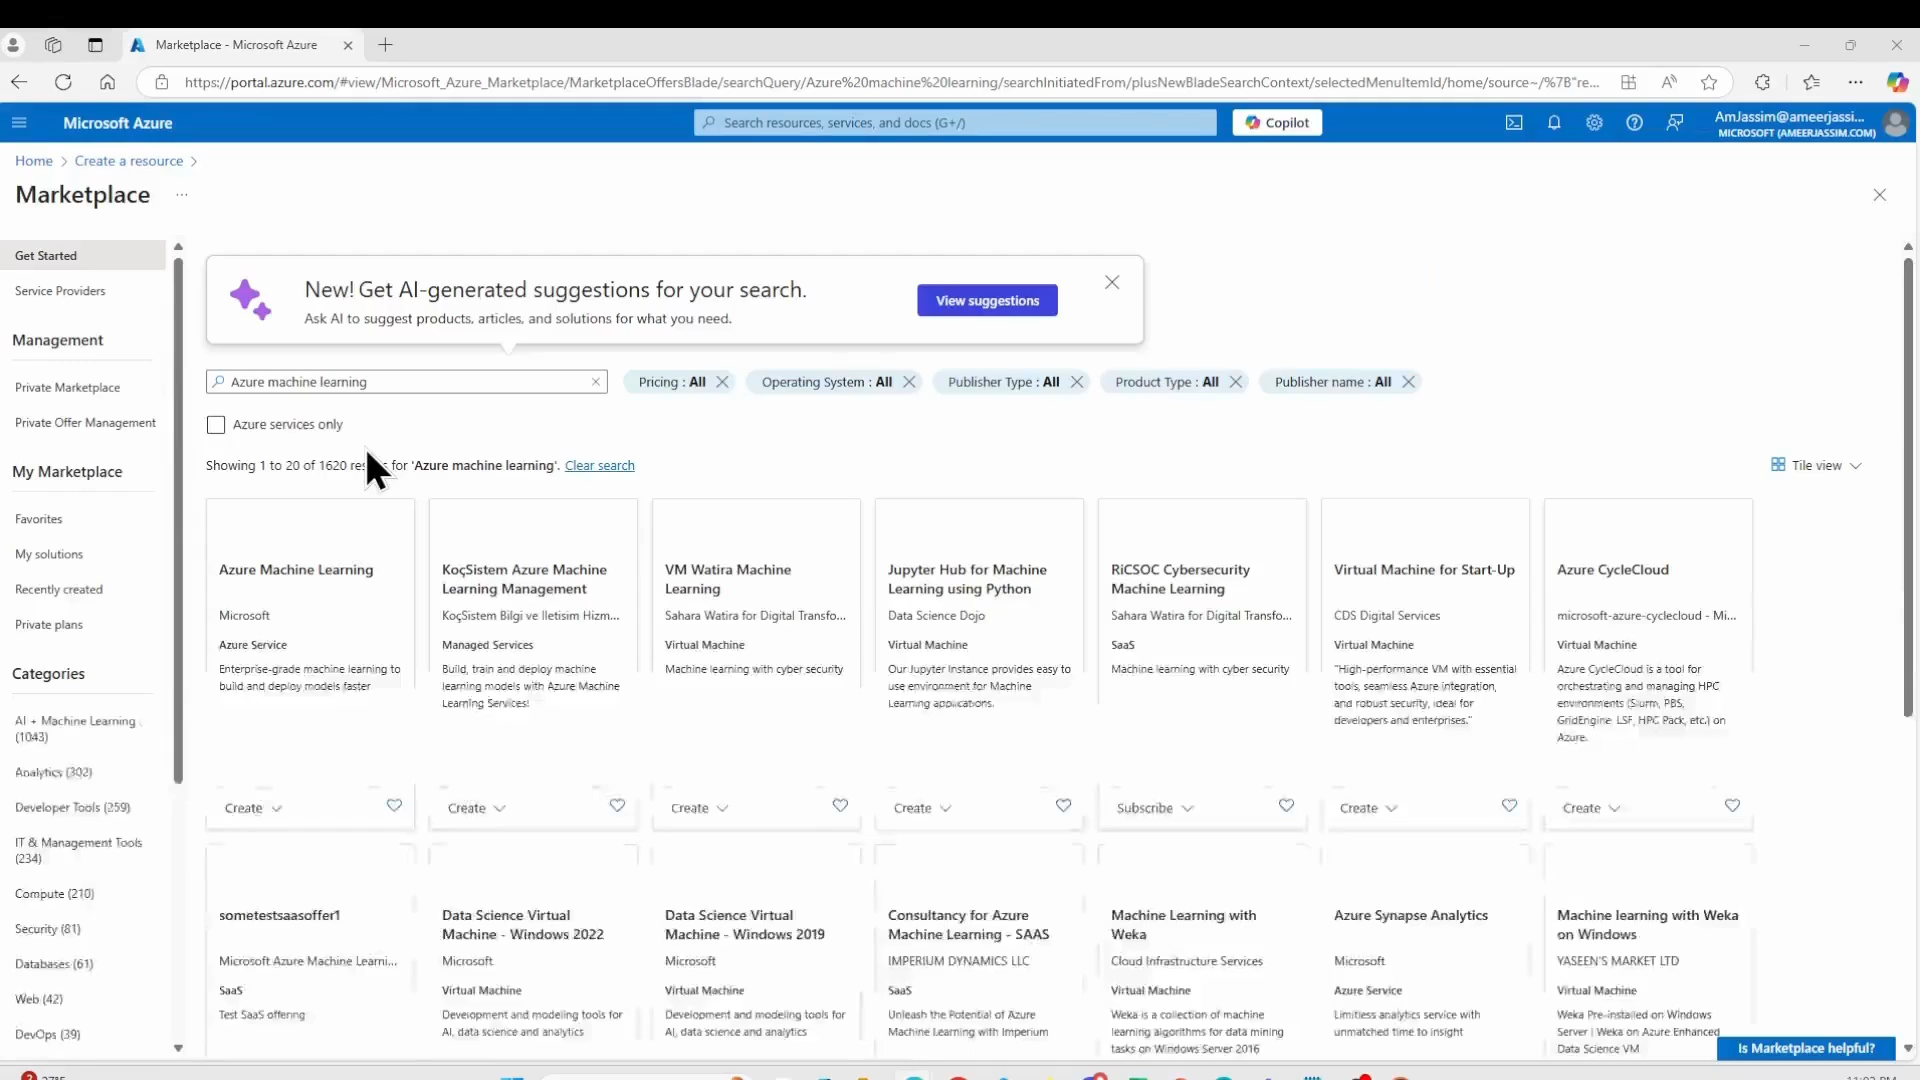 Marketplace - Microsoft Azure
https://portal.azure.com/#view/Microsoft_Azure_Marketplace/MarketplaceOffersBlade/searchQuery/Azure%20machine%20learning/searchInitiatedFrom/plusNewBladeSearchContext/selectedMenuItemId/home/source~/%7B"re...
Microsoft Azure
Search resources, services, and docs (G+/)
Copilot
AmJassim@ameerjassi...
MICROSOFT (AMEERJASSIM.COM)
Home > Create a resource >
Marketplace ...
Get Started
Service Providers
Management
Private Marketplace
Private Offer Management
My Marketplace
Favorites
My solutions
Recently created
Private plans
Categories
AI + Machine Learning
(1043)
Analytics (302)
Developer Tools (259)
IT & Management Tools
(234)
Compute (210)
Security (81)
Databases (61)
Web (42)
DevOps (39)
New! Get AI-generated suggestions for your search.
Ask AI to suggest products, articles, and solutions for what you need.
View suggestions
Azure machine learning
Pricing : All
Operating System : All
Publisher Type : All
Product Type : All
Publisher name : All
Azure services only
Showing 1 to 20 of 1620 res for 'Azure machine learning'. Clear search
Tile view
Azure Machine Learning
Microsoft
Azure Service
Enterprise-grade machine learning to
build and deploy models faster
Create
KoçSistem Azure Machine
Learning Management
KoçSistem Bilgi ve Iletisim Hizm...
Managed Services
Build, train and deploy machine
learning models with Azure Machine
Learning Services!
Create
VM Watira Machine
Learning
Sahara Watira for Digital Transfo...
Virtual Machine
Machine learning with cyber security
Create
Jupyter Hub for Machine
Learning using Python
Data Science Dojo
Virtual Machine
Our Jupyter Instance provides easy to
use environment for Machine
Learning applications.
Create
RiCSOC Cybersecurity
Machine Learning
Sahara Watira for Digital Transfo...
SaaS
Machine learning with cyber security
Subscribe
Virtual Machine for Start-Up
CDS Digital Services
Virtual Machine
"High-performance VM with essential
tools, seamless Azure integration,
and robust security, ideal for
developers and enterprises."
Create
Azure CycleCloud
microsoft-azure-cyclecloud - Mi...
Virtual Machine
Azure CycleCloud is a tool for
orchestrating and managing HPC
environments (Slurm, PBS,
GridEngine, LSF, HPC Pack, etc.) on
Azure.
Create
sometestsaasoffer1
Microsoft Azure Machine Learni...
SaaS
Test SaaS offering
Data Science Virtual
Machine - Windows 2022
Microsoft
Virtual Machine
Development and modeling tools for
AI, data science and analytics
Data Science Virtual
Machine - Windows 2019
Microsoft
Virtual Machine
Development and modeling tools for
AI, data science and analytics
Consultancy for Azure
Machine Learning - SAAS
IMPERIUM DYNAMICS LLC
SaaS
Unleash the Potential of Azure
Machine Learning with Imperium
Machine Learning with
Weka
Cloud Infrastructure Services
Virtual Machine
Weka is a collection of machine
learning algorithms for data mining
tasks on Windows Server 2016
Azure Synapse Analytics
Microsoft
Azure Service
Limitless analytics service with
unmatched time to insight
Machine learning with Weka
on Windows
YASEEN'S MARKET LTD
Virtual Machine
Weka Pre-installed on Windows
Server | Weka on Azure Enhanced
Data Science VM
Is Marketplace helpful?